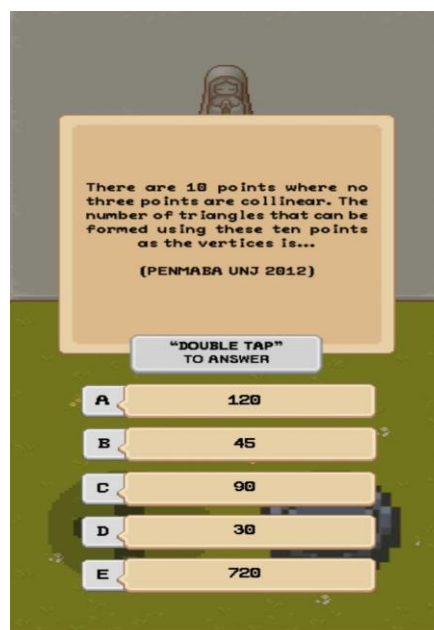 There are 10 points where no
three points are collinear. The
number of triangles that can be
formed using these ten points
as the vertices is...
(PENMABA UNJ 2012)
"DOUBLE TAP"
TO ANSWER
A 120
B 45
C 90
D 30
E 720